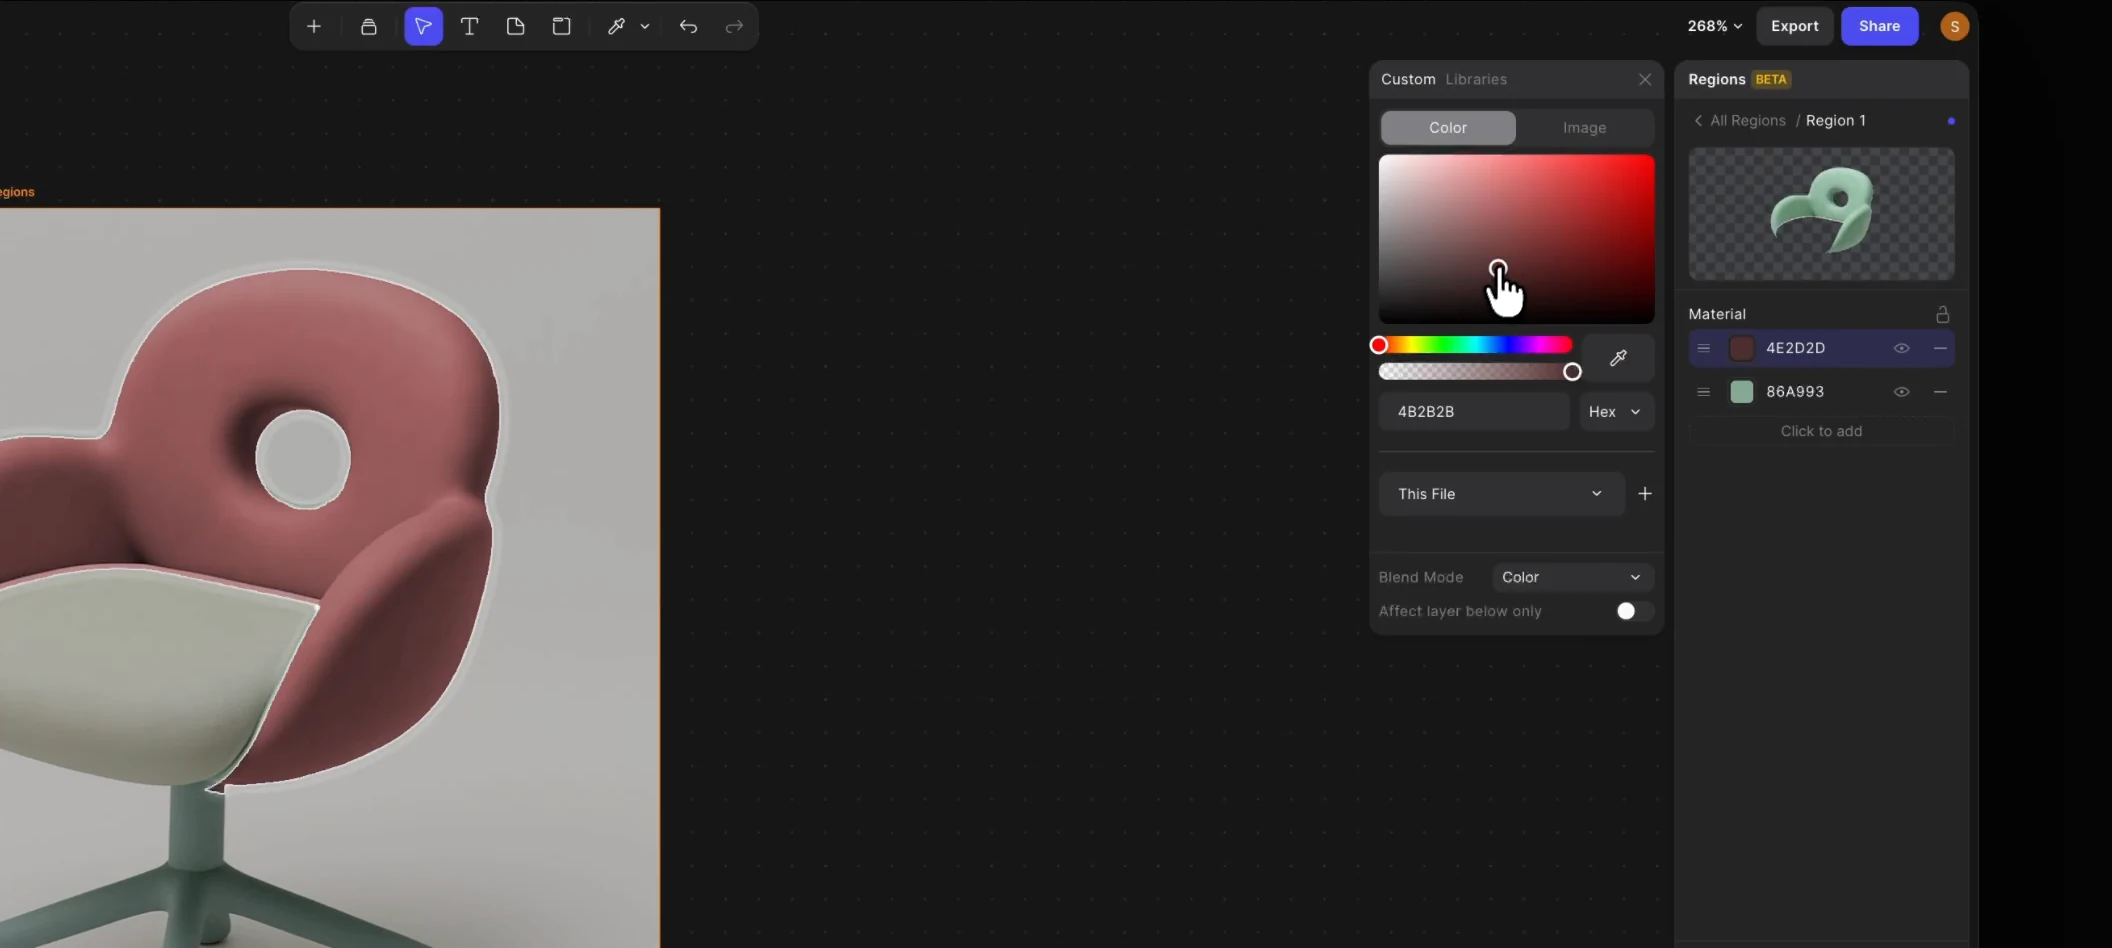 268%
Export
Share
S
Custom Libraries
Regions BETA
Color
Image
All Regions / Region 1
egions
Material
4E2D2D
86A993
4B2B2B
Hex
Click to add
This File
Blend Mode
Color
Affect layer below only